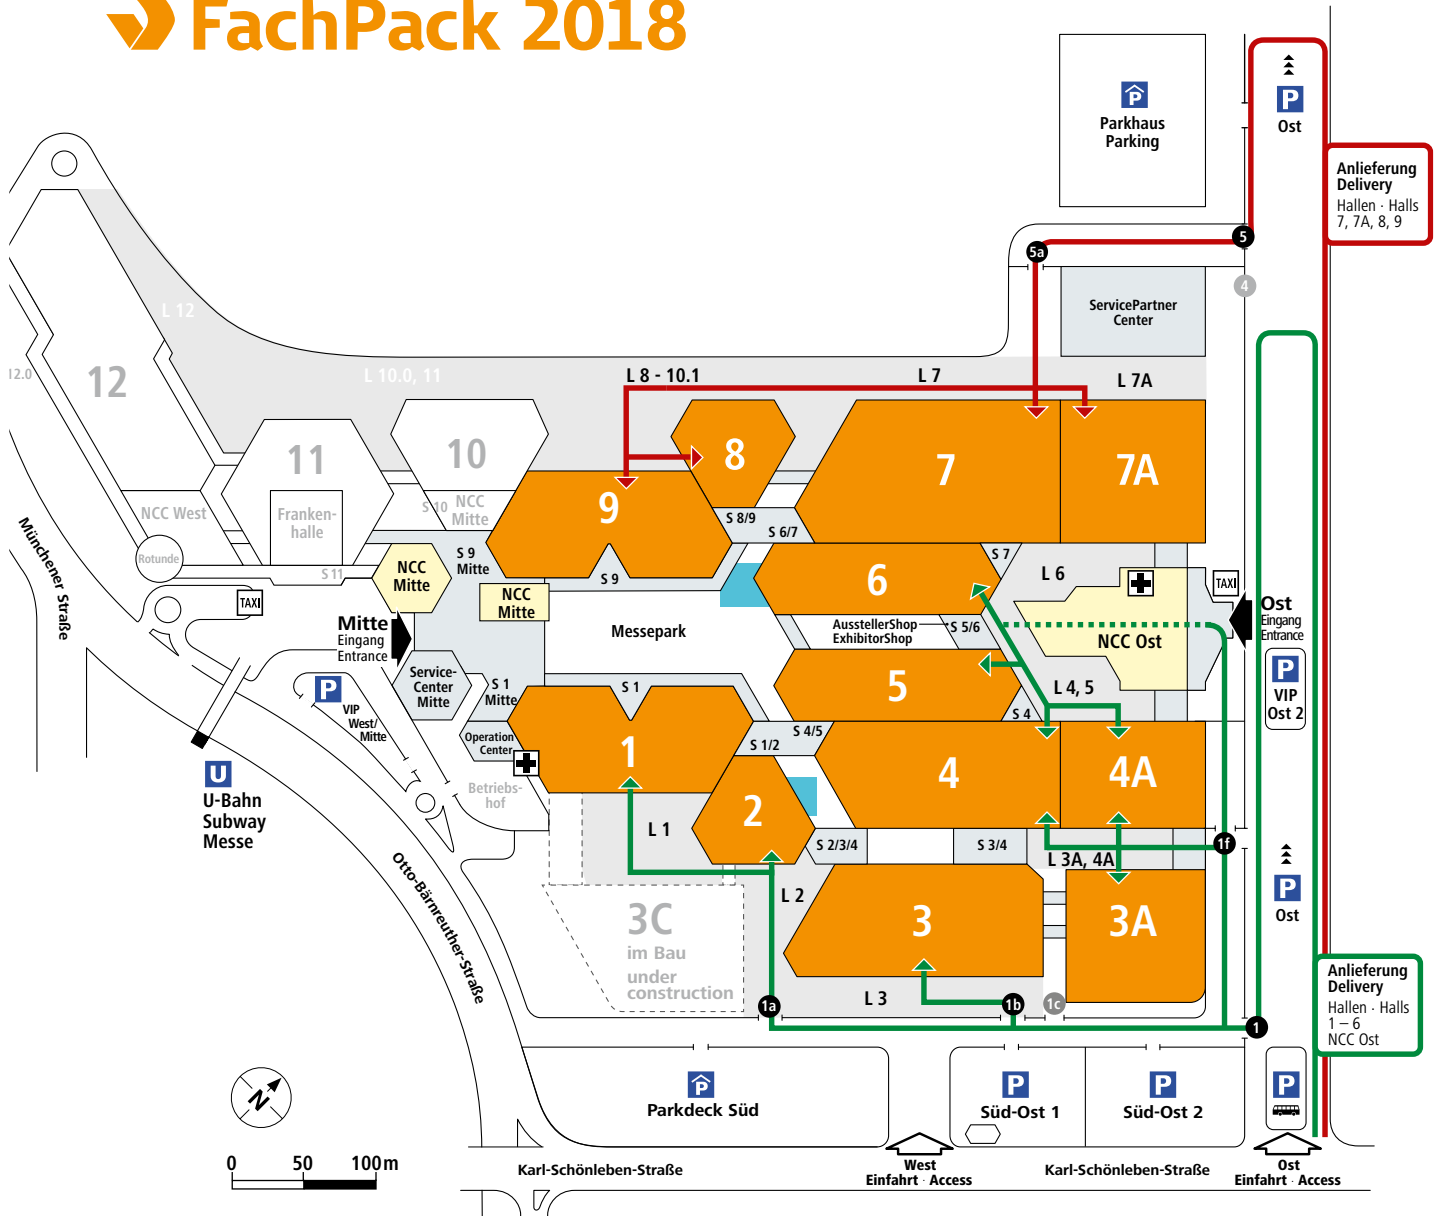 FachPack 2018
P
Parkhaus
Parking
P
Ost
Anlieferung
Delivery
Hallen · Halls
7, 7A, 8, 9
5
5a
4
ServicePartner
Center
L 12
12.0
12
L 10.0, 11
L 8 - 10.1
L 7
L 7A
11
10
8
7
7A
9
NCC West
Franken-
halle
S 10
NCC
Mitte
S 8/9
S 6/7
Rotunde
S 11
S 9
Mitte
NCC
Mitte
S 9
NCC
Mitte
6
S 7
L 6
TAXI
TAXI
Münchener Straße
Mitte
Eingang
Entrance
Messepark
AusstellerShop
ExhibitorShop
S 5/6
NCC Ost
Ost
Eingang
Entrance
Service-
Center
Mitte
S 1
Mitte
S 1
5
L 4, 5
S 4
P
VIP
Ost 2
P
VIP
West/
Mitte
Operation
Center
1
S 1/2
S 4/5
4
4A
U
U-Bahn
Subway
Messe
Betriebs-
hof
2
L 1
S 2/3/4
S 3/4
L 3A, 4A
1f
Otto-Bärnreuther-Straße
L 2
3C
im Bau
under
construction
3
3A
P
Ost
Anlieferung
Delivery
Hallen · Halls
1 – 6
NCC Ost
L 3
1a
1b
1c
1
P
Parkdeck Süd
P
Süd-Ost 1
P
Süd-Ost 2
P
N
0 50 100m
Karl-Schönleben-Straße
West
Einfahrt · Access
Karl-Schönleben-Straße
Ost
Einfahrt · Access